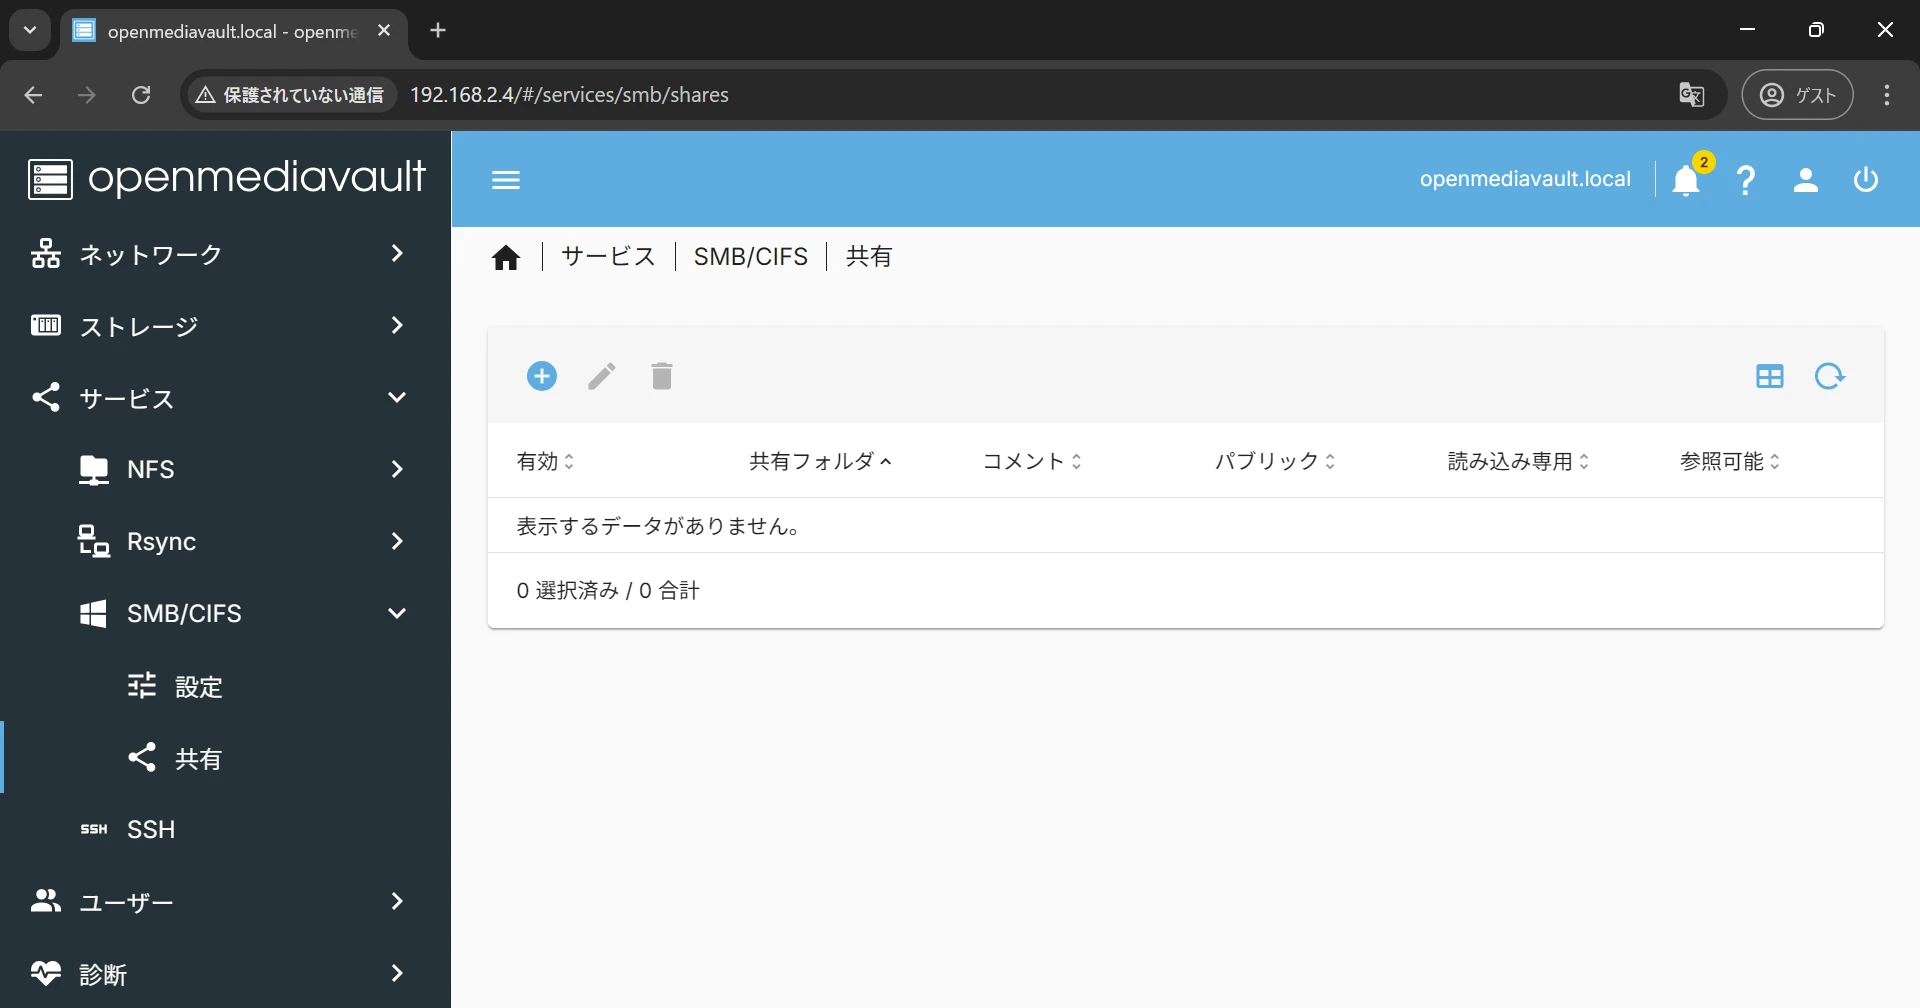 openmediavault.local - openme
保護されていない通信 192.168.2.4/#/services/smb/shares ゲスト
openmediavault
openmediavault.local 2
ネットワーク
ストレージ
サービス
NFS
Rsync
SMB/CIFS
設定
共有
SSH SSH
ユーザー
診断
サービス SMB/CIFS 共有
有効 共有フォルダ コメント パブリック 読み込み専用 参照可能
表示するデータがありません。
0 選択済み / 0 合計